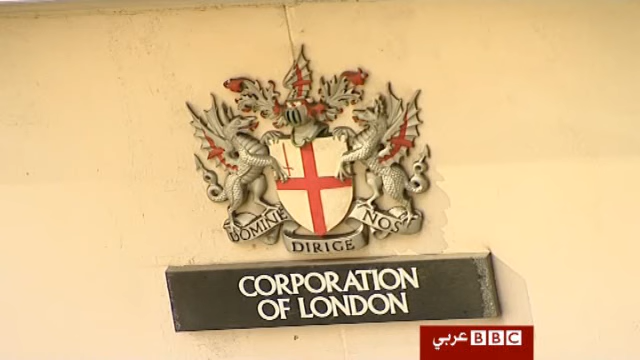 DOMINE DIRIGE NOS
CORPORATION
OF LONDON
عربي BBC